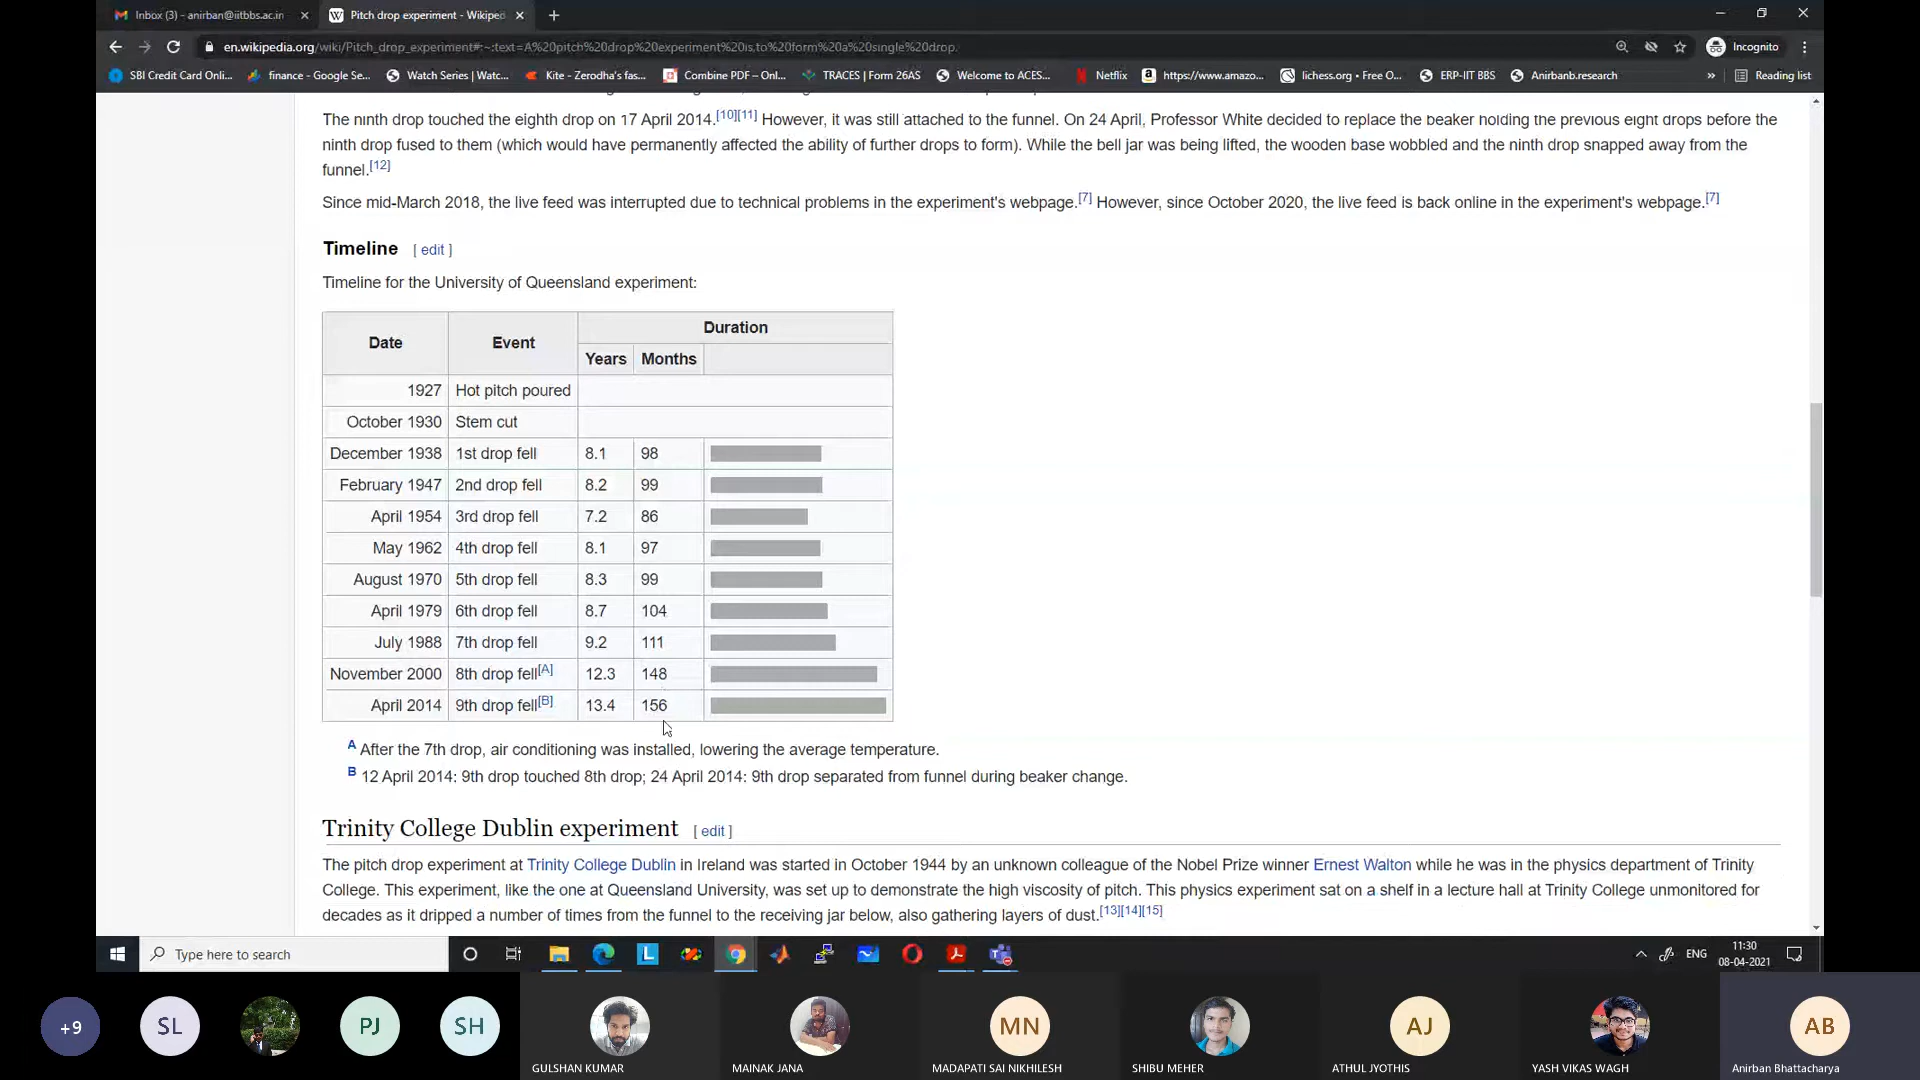 Inbox (3) - anirban@iitbbs.ac.in
Pitch drop experiment - Wikiped
en.wikipedia.org/wiki/Pitch_drop_experiment#:~:text=A%20pitch%20drop%20experiment%20is,to%20form%20a%20single%20drop.
Incognito
SBI Credit Card Onli... finance - Google Se... Watch Series | Watc... Kite - Zerodha's fas... Combine PDF – Onl... TRACES | Form 26AS Welcome to ACES... Netflix https://www.amazo... lichess.org • Free O... ERP-IIT BBS Anirbanb.research » Reading list
The ninth drop touched the eighth drop on 17 April 2014.[10][11] However, it was still attached to the funnel. On 24 April, Professor White decided to replace the beaker holding the previous eight drops before the
ninth drop fused to them (which would have permanently affected the ability of further drops to form). While the bell jar was being lifted, the wooden base wobbled and the ninth drop snapped away from the
funnel.[12]
Since mid-March 2018, the live feed was interrupted due to technical problems in the experiment's webpage.[7] However, since October 2020, the live feed is back online in the experiment's webpage.[7]
Timeline [ edit ]
Timeline for the University of Queensland experiment:
Date Event Duration
Years Months
1927 Hot pitch poured
October 1930 Stem cut
December 1938 1st drop fell 8.1 98
February 1947 2nd drop fell 8.2 99
April 1954 3rd drop fell 7.2 86
May 1962 4th drop fell 8.1 97
August 1970 5th drop fell 8.3 99
April 1979 6th drop fell 8.7 104
July 1988 7th drop fell 9.2 111
November 2000 8th drop fell[A] 12.3 148
April 2014 9th drop fell[B] 13.4 156
A After the 7th drop, air conditioning was installed, lowering the average temperature.
B 12 April 2014: 9th drop touched 8th drop; 24 April 2014: 9th drop separated from funnel during beaker change.
Trinity College Dublin experiment [ edit ]
The pitch drop experiment at Trinity College Dublin in Ireland was started in October 1944 by an unknown colleague of the Nobel Prize winner Ernest Walton while he was in the physics department of Trinity
College. This experiment, like the one at Queensland University, was set up to demonstrate the high viscosity of pitch. This physics experiment sat on a shelf in a lecture hall at Trinity College unmonitored for
decades as it dripped a number of times from the funnel to the receiving jar below, also gathering layers of dust.[13][14][15]
Type here to search
L
ENG
11:30
08-04-2021
+9 SL PJ SH MN AJ AB
GULSHAN KUMAR MAINAK JANA MADAPATI SAI NIKHILESH SHIBU MEHER ATHUL JYOTHIS YASH VIKAS WAGH Anirban Bhattacharya